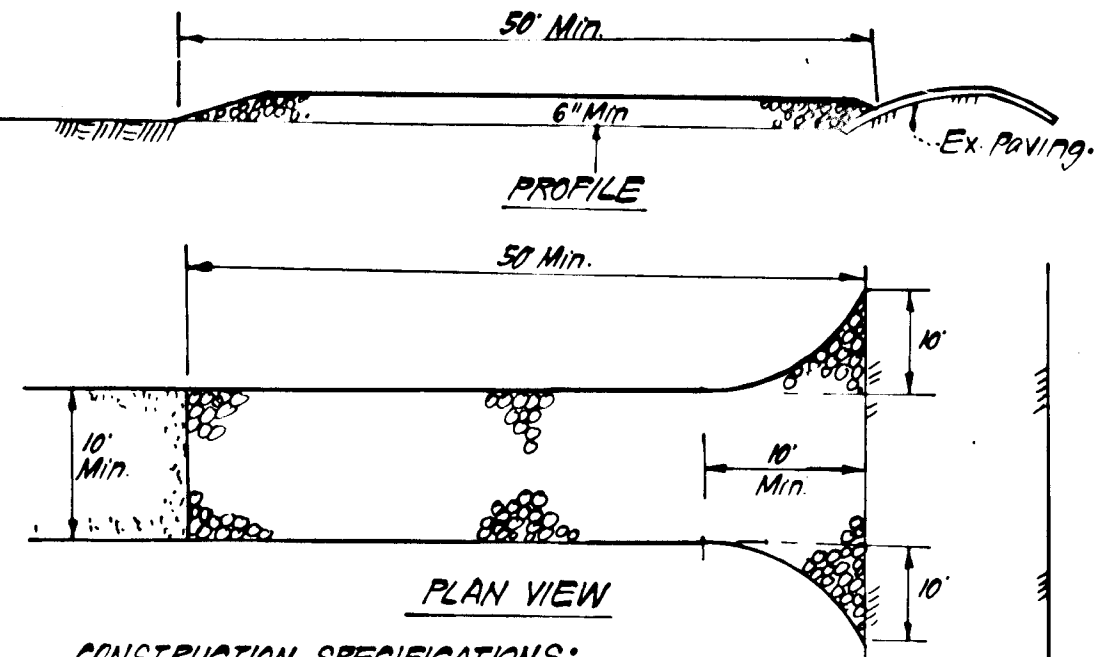 50' Min.
6" Min
Ex. Paving.
PROFILE
50' Min.
10'
10'
Min.
10'
Min.
10'
PLAN VIEW
CONSTRUCTION SPECIFICATIONS: